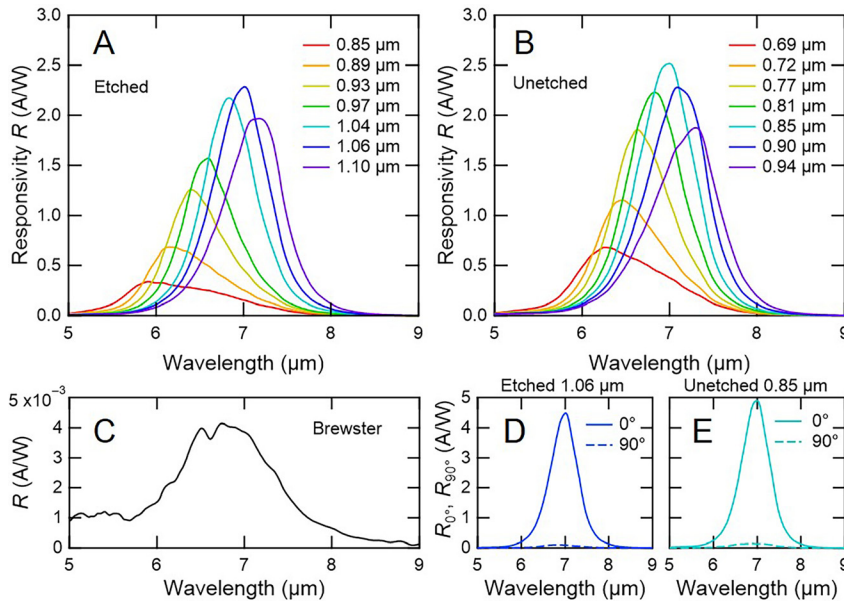 A
Etched
0.85 μm
0.89 μm
0.93 μm
0.97 μm
1.04 μm
1.06 μm
1.10 μm
Responsivity R (A/W)
3.0
2.5
2.0
1.5
1.0
0.5
0.0
5 6 7 8 9
Wavelength (μm)
B
Unetched
0.69 μm
0.72 μm
0.77 μm
0.81 μm
0.85 μm
0.90 μm
0.94 μm
Responsivity R (A/W)
3.0
2.5
2.0
1.5
1.0
0.5
0.0
5 6 7 8 9
Wavelength (μm)
C
Brewster
R (A/W)
5 x10⁻³
4
3
2
1
0
5 6 7 8 9
Wavelength (μm)
Etched 1.06 μm
D
0°
90°
R0°, R90° (A/W)
5
4
3
2
1
0
5 6 7 8 9
Wavelength (μm)
Unetched 0.85 μm
E
0°
90°
5 6 7 8 9
Wavelength (μm)